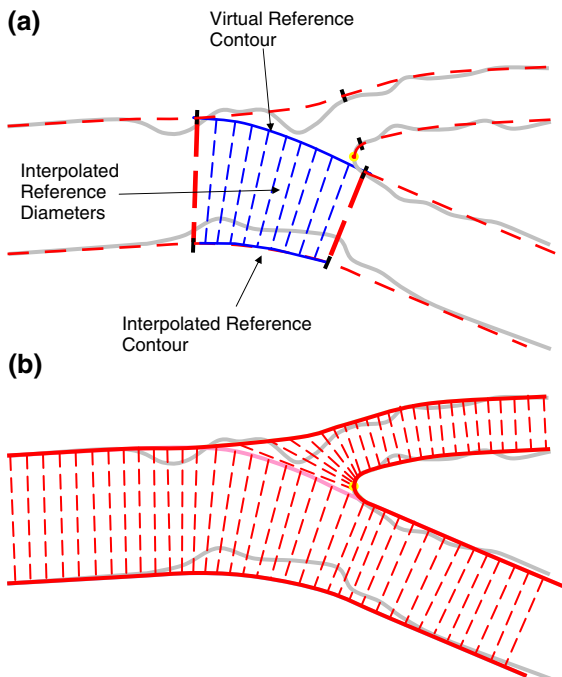 (a)
Virtual Reference
Contour
Interpolated
Reference
Diameters
Interpolated Reference
Contour
(b)